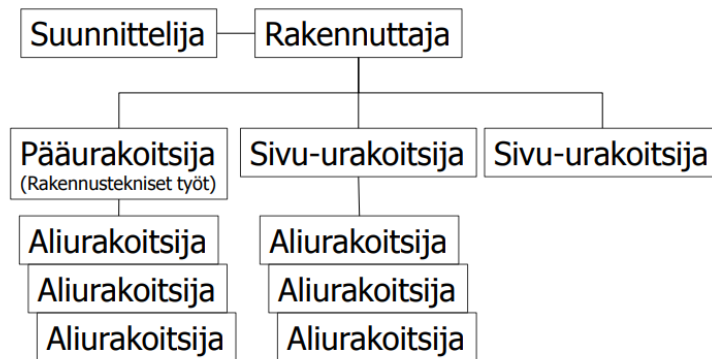 Suunnittelija
Rakennuttaja
Pääurakoitsija
(Rakennustekniset työt)
Sivu-urakoitsija
Sivu-urakoitsija
Aliurakoitsija
Aliurakoitsija
Aliurakoitsija
Aliurakoitsija
Aliurakoitsija
Aliurakoitsija